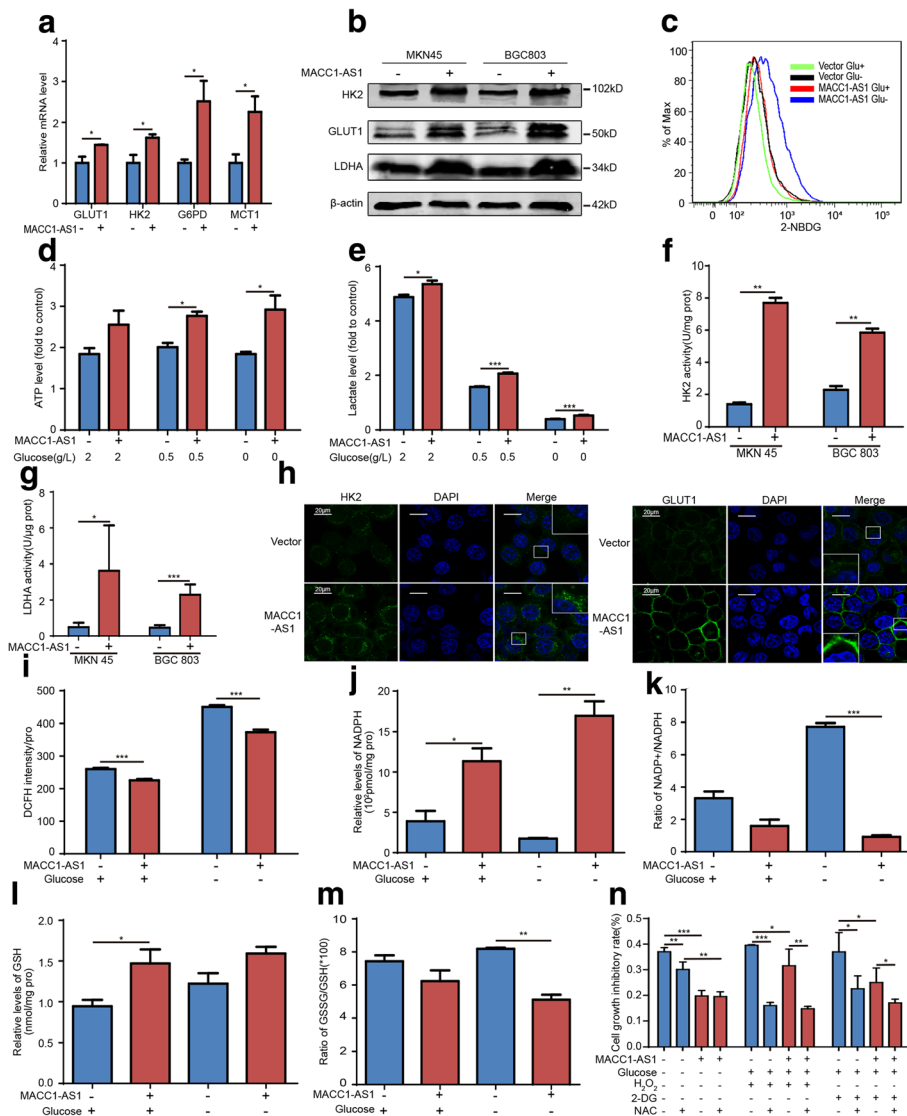 a
Relative mRNA level
3
2
1
0
* * * *
GLUT1 HK2 G6PD MCT1
MACC1-AS1 - + - + - + - +
b
MKN45 BGC803
MACC1-AS1 - + - +
HK2 102kD
GLUT1 50kD
LDHA 34kD
β-actin 42kD
c
% of Max
100
80
60
40
20
0
Vector Glu+
Vector Glu-
MACC1-AS1 Glu+
MACC1-AS1 Glu-
0 10² 10³ 10⁴ 10⁵
2-NBDG
d
ATP level (fold to control)
4
3
2
1
0
* *
MACC1-AS1 - + - + - +
Glucose(g/L) 2 2 0.5 0.5 0 0
e
Lactate level (fold to control)
6
4
2
0
* *** ***
MACC1-AS1 - + - + - +
Glucose(g/L) 2 2 0.5 0.5 0 0
f
HK2 activity(U/mg prot)
10
8
6
4
2
0
** **
MACC1-AS1 - + - +
MKN 45 BGC 803
g
LDHA activity(U/μg prot)
8
6
4
2
0
* ***
MACC1-AS1 - + - +
MKN 45 BGC 803
h
HK2 DAPI Merge
20μm
Vector
20μm
MACC1
-AS1
GLUT1 DAPI Merge
20μm
Vector
20μm
MACC1
-AS1
i
DCFH intensity/pro
500
400
300
200
100
0
*** ***
MACC1-AS1 - + - +
Glucose + + - -
j
Relative levels of NADPH
(10²pmol/mg pro)
20
15
10
5
0
* **
MACC1-AS1 - + - +
Glucose + + - -
k
Ratio of NADP+/NADPH
10
8
6
4
2
0
***
MACC1-AS1 - + - +
Glucose + + - -
l
Relative levels of GSH
(nmol/mg pro)
2.0
1.5
1.0
0.5
0.0
*
MACC1-AS1 - + - +
Glucose + + - -
m
Ratio of GSSG/GSH(*100)
10
8
6
4
2
0
**
MACC1-AS1 - + - +
Glucose + + - -
n
Cell growth inhibitory rate(%)
0.5
0.4
0.3
0.2
0.1
0.0
*** ** ** * *** ** * * *
MACC1-AS1 - - + + - - + + - - + +
Glucose - - - - + + + + + + + +
H₂O₂ - - - - + + + + - - - -
2-DG - - - - - - - - + + + +
NAC - + - + - + - + - + - +